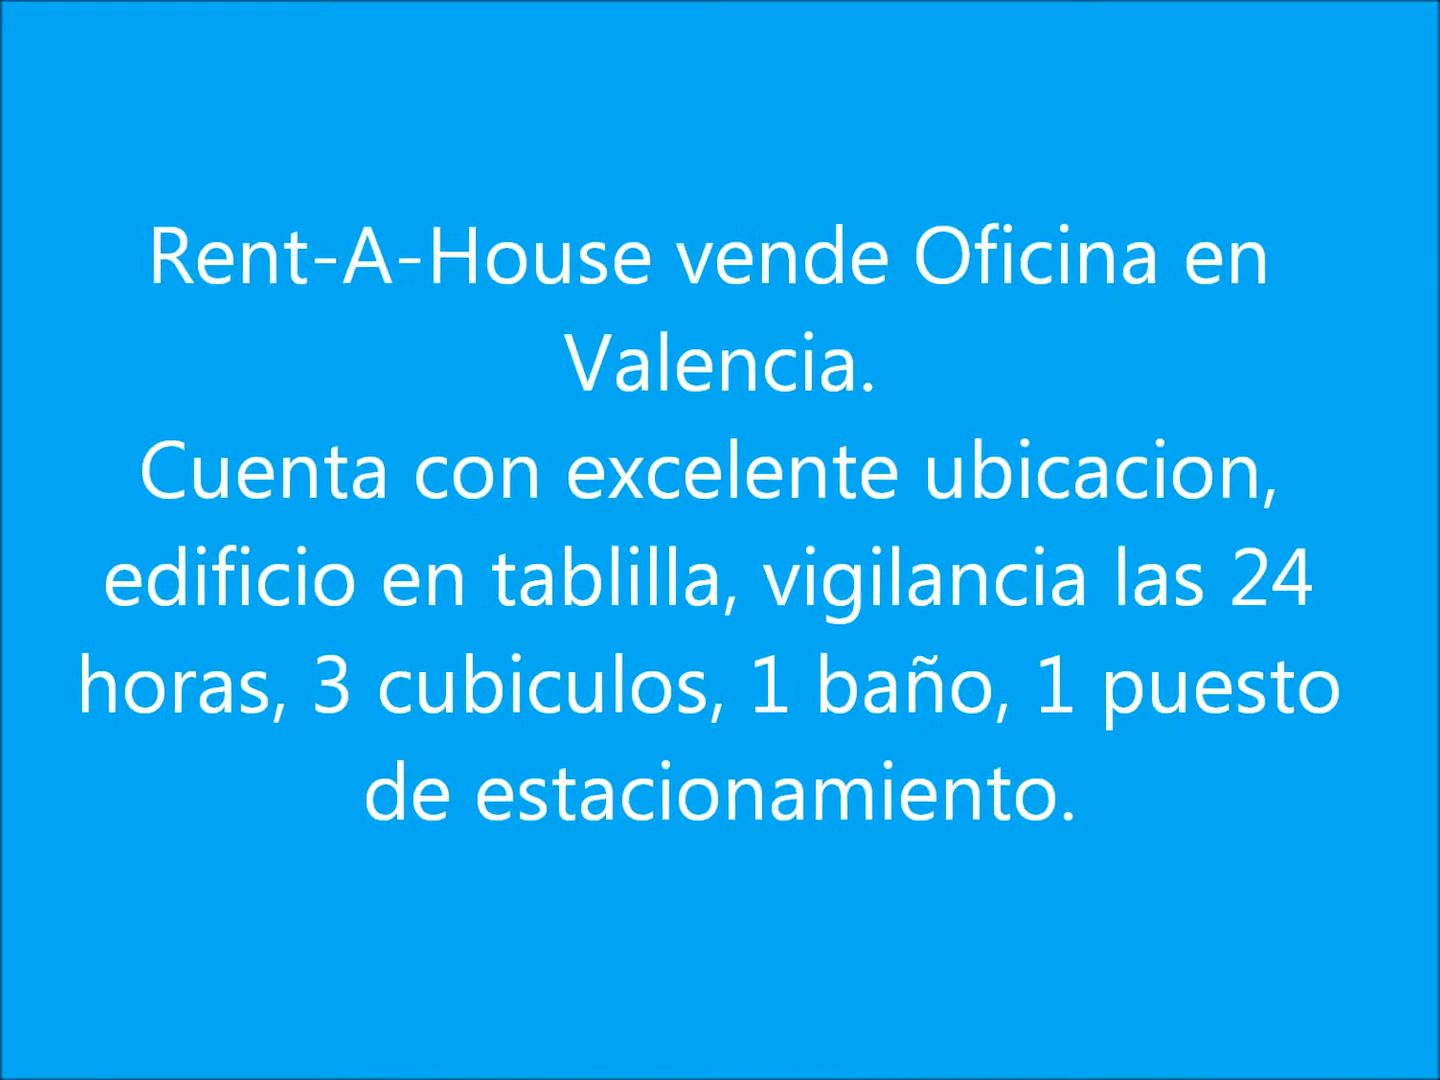 Rent-A-House vende Oficina en
Valencia.
Cuenta con excelente ubicacion,
edificio en tablilla, vigilancia las 24
horas, 3 cubiculos, 1 baño, 1 puesto
de estacionamiento.